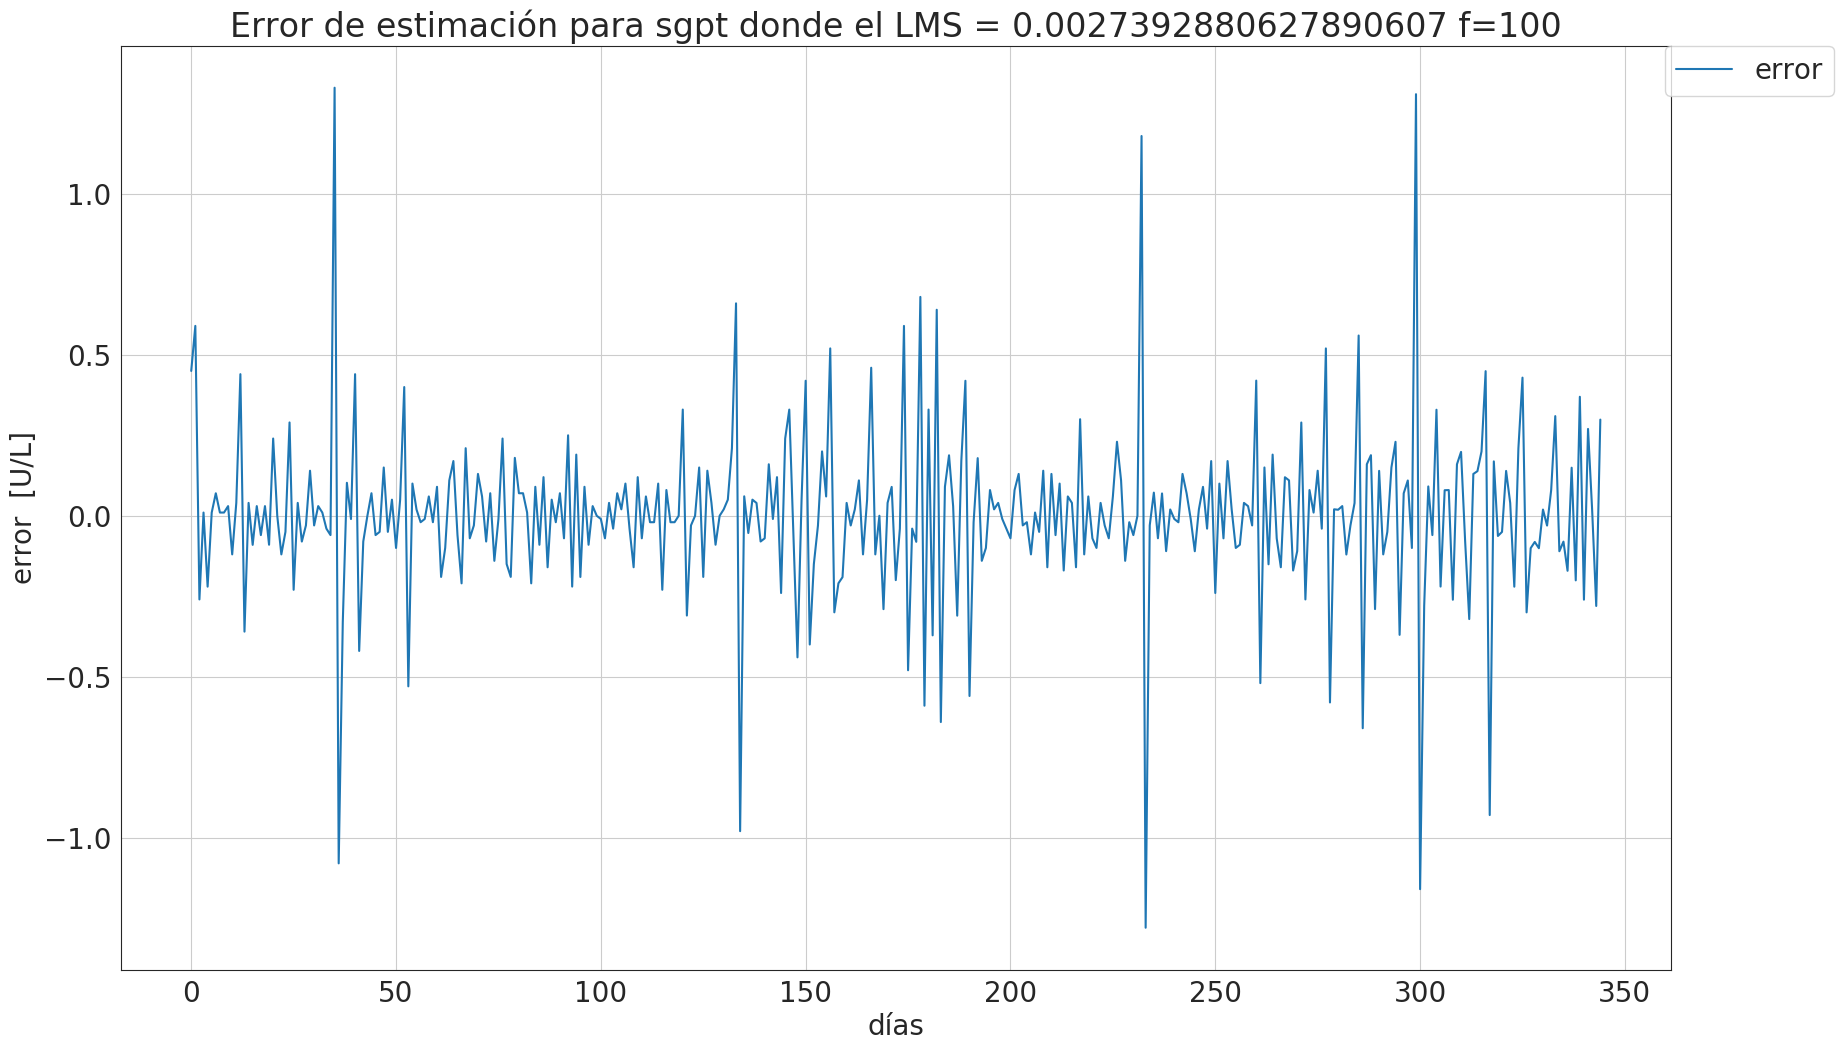 Error de estimación para sgpt donde el LMS = 0.0027392880627890607 f=100
error
1.0
0.5
0.0
−0.5
−1.0
error [U/L]
0 50 100 150 200 250 300 350
días